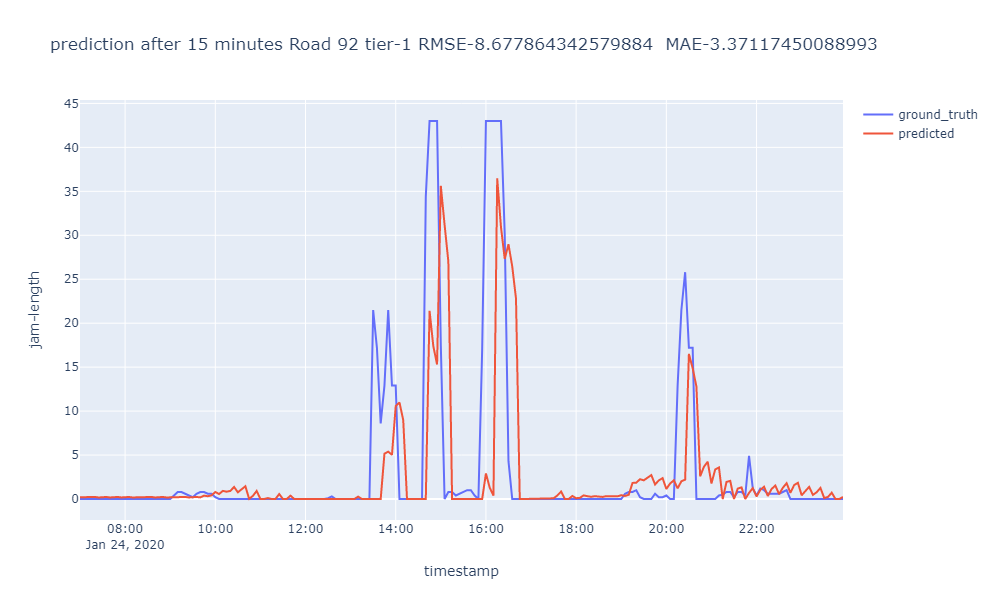 prediction after 15 minutes Road 92 tier-1 RMSE-8.677864342579884  MAE-3.37117450088993
ground_truth
predicted
jam-length
45
40
35
30
25
20
15
10
5
0
08:00 10:00 12:00 14:00 16:00 18:00 20:00 22:00
Jan 24, 2020
timestamp